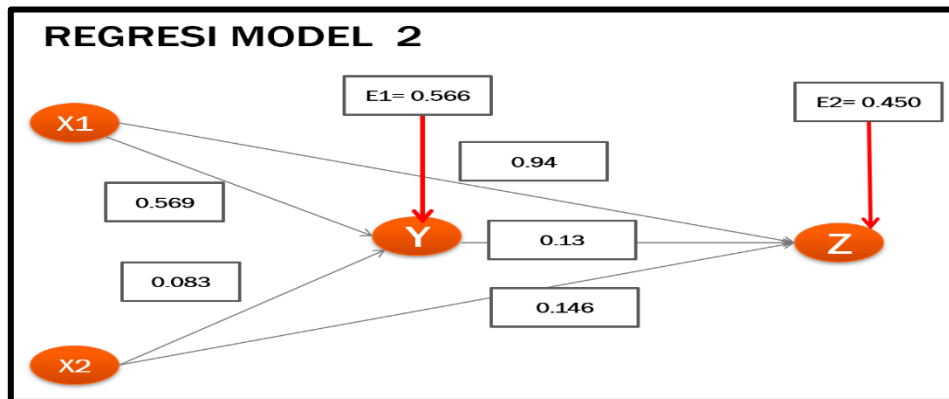 REGRESI MODEL 2
E1= 0.566
E2= 0.450
X1
0.94
0.569
Y
0.13
Z
0.083
0.146
X2